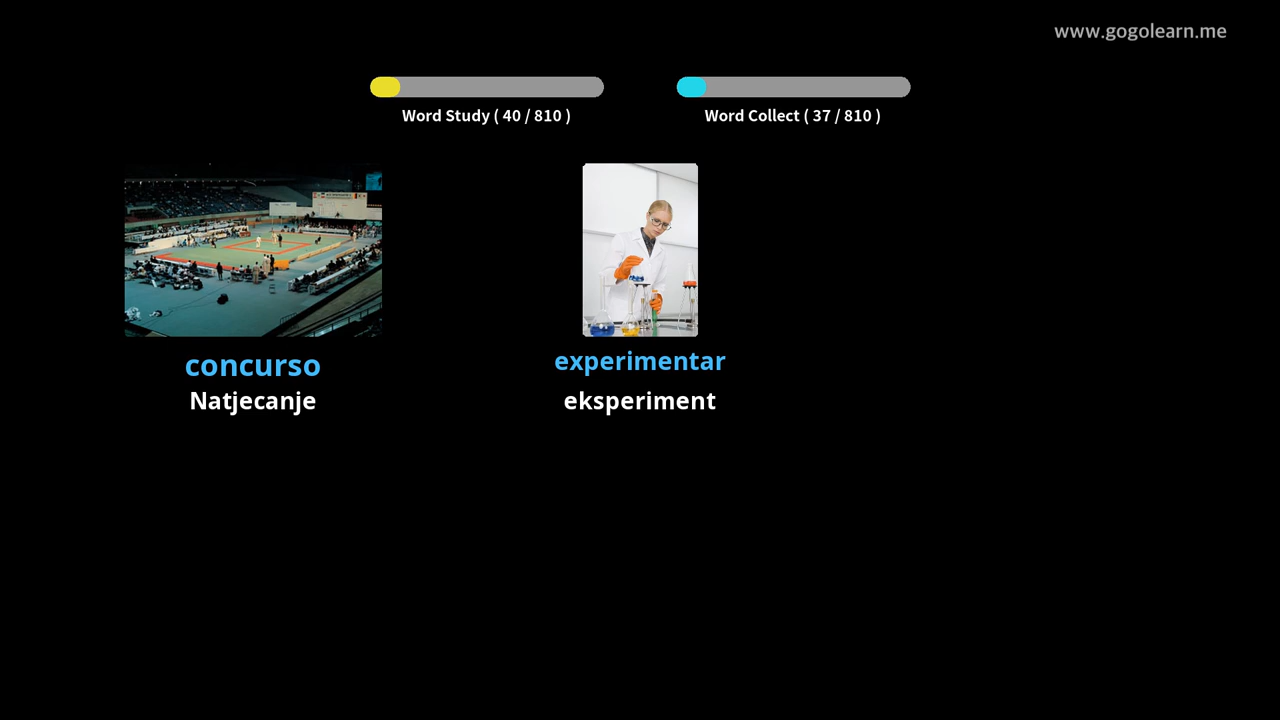 www.gogolearn.me
Word Study ( 40 / 810 )
Word Collect ( 37 / 810 )
concurso
Natjecanje
experimentar
eksperiment